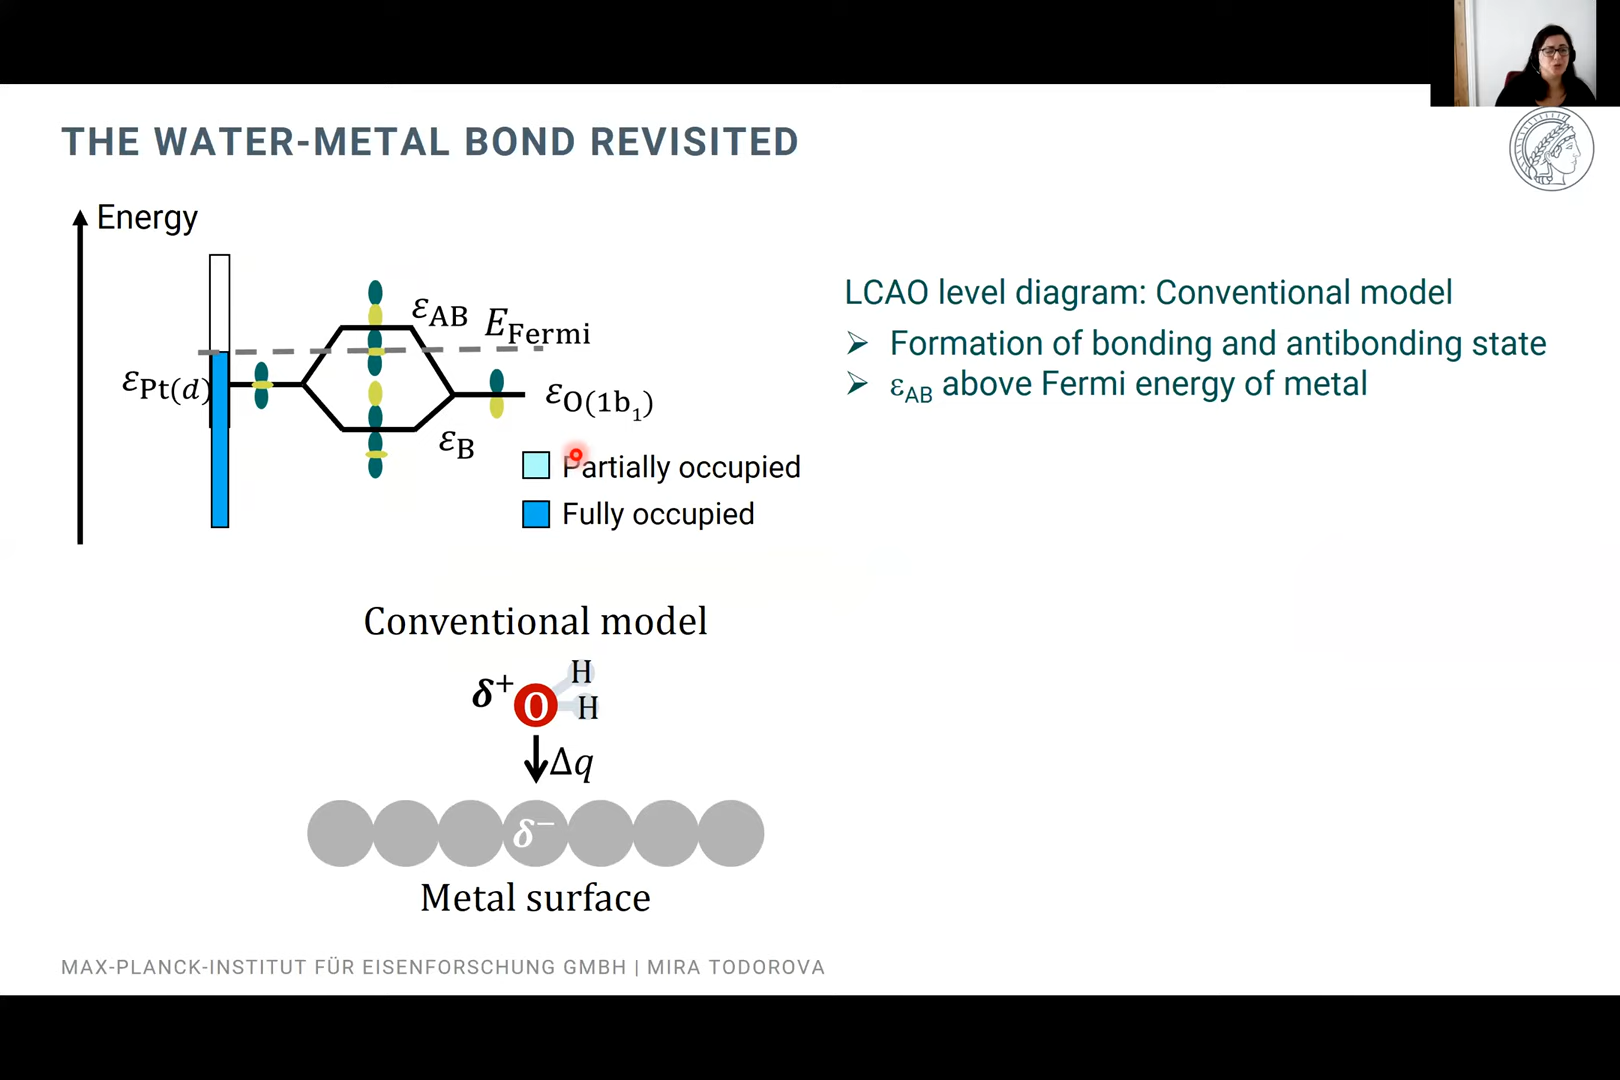 THE WATER-METAL BOND REVISITED
Energy
εAB
EFermi
εPt(d)
εO(1b₁)
εB
Partially occupied
Fully occupied
LCAO level diagram: Conventional model
➢ Formation of bonding and antibonding state
➢ εAB above Fermi energy of metal
Conventional model
H
δ⁺ O
H
Δq
δ⁻
Metal surface
MAX-PLANCK-INSTITUT FÜR EISENFORSCHUNG GMBH | MIRA TODOROVA